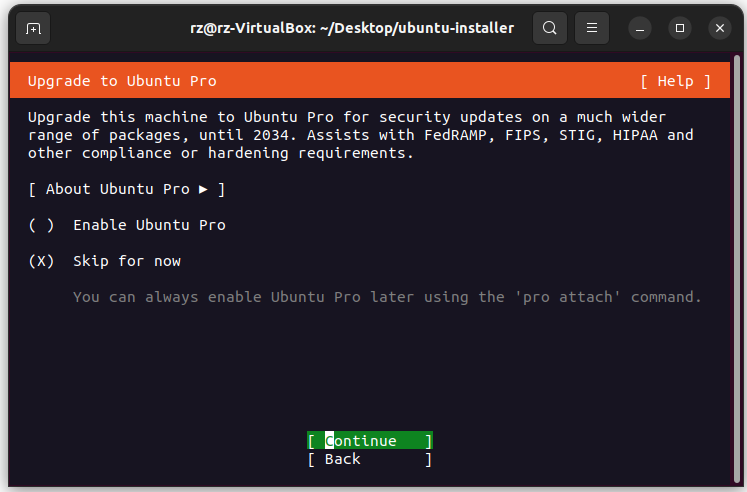 rz@rz-VirtualBox: ~/Desktop/ubuntu-installer
Upgrade to Ubuntu Pro [ Help ]
Upgrade this machine to Ubuntu Pro for security updates on a much wider
range of packages, until 2034. Assists with FedRAMP, FIPS, STIG, HIPAA and
other compliance or hardening requirements.
[ About Ubuntu Pro ► ]
( ) Enable Ubuntu Pro
(X) Skip for now
You can always enable Ubuntu Pro later using the 'pro attach' command.
[ Continue ]
[ Back ]